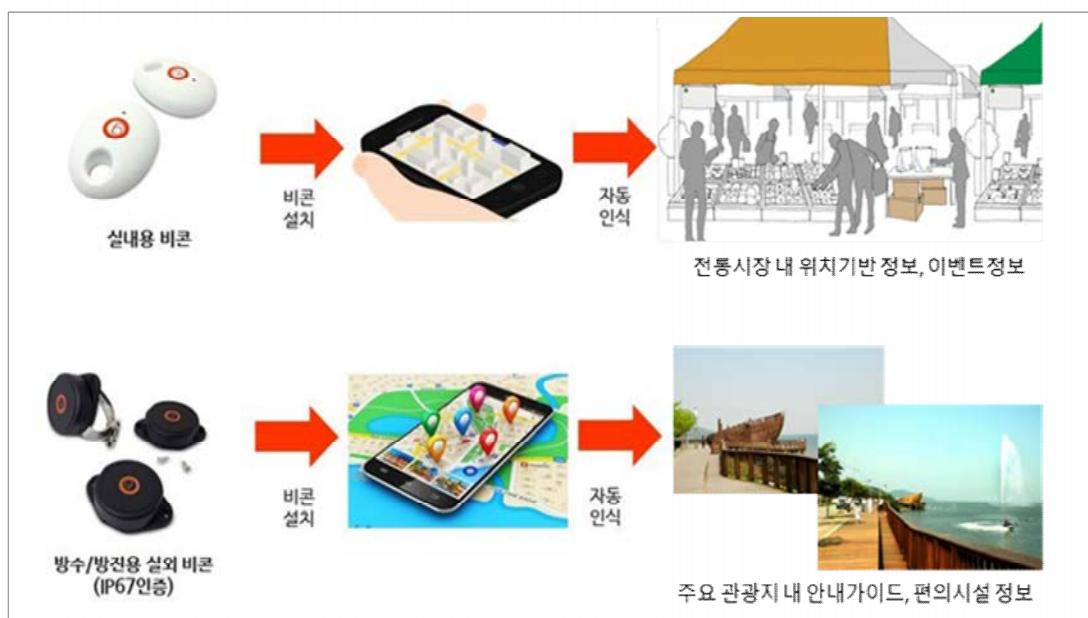 비콘
설치
자동
인식
실내용 비콘
전통시장 내 위치기반 정보, 이벤트정보
비콘
설치
자동
인식
방수/방진용 실외 비콘
(IP67인증)
주요 관광지 내 안내가이드, 편의시설 정보